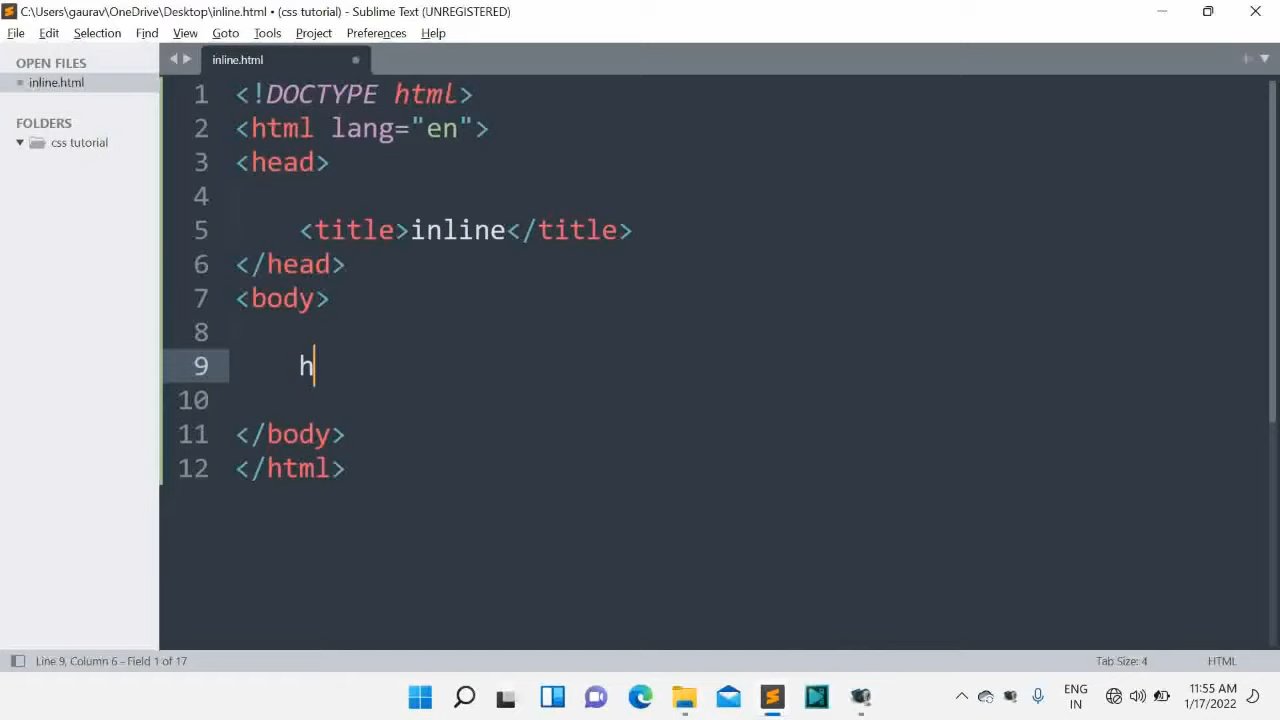 C:\Users\gaurav\OneDrive\Desktop\inline.html • (css tutorial) - Sublime Text (UNREGISTERED)
File Edit Selection Find View Goto Tools Project Preferences Help
OPEN FILES
inline.html
FOLDERS
css tutorial
inline.html
1 <!DOCTYPE html>
2 <html lang="en">
3 <head>
4
5 <title>inline</title>
6 </head>
7 <body>
8
9 h
10
11 </body>
12 </html>
Line 9, Column 6 - Field 1 of 17
Tab Size: 4
HTML
ENG
IN
11:55 AM
1/17/2022